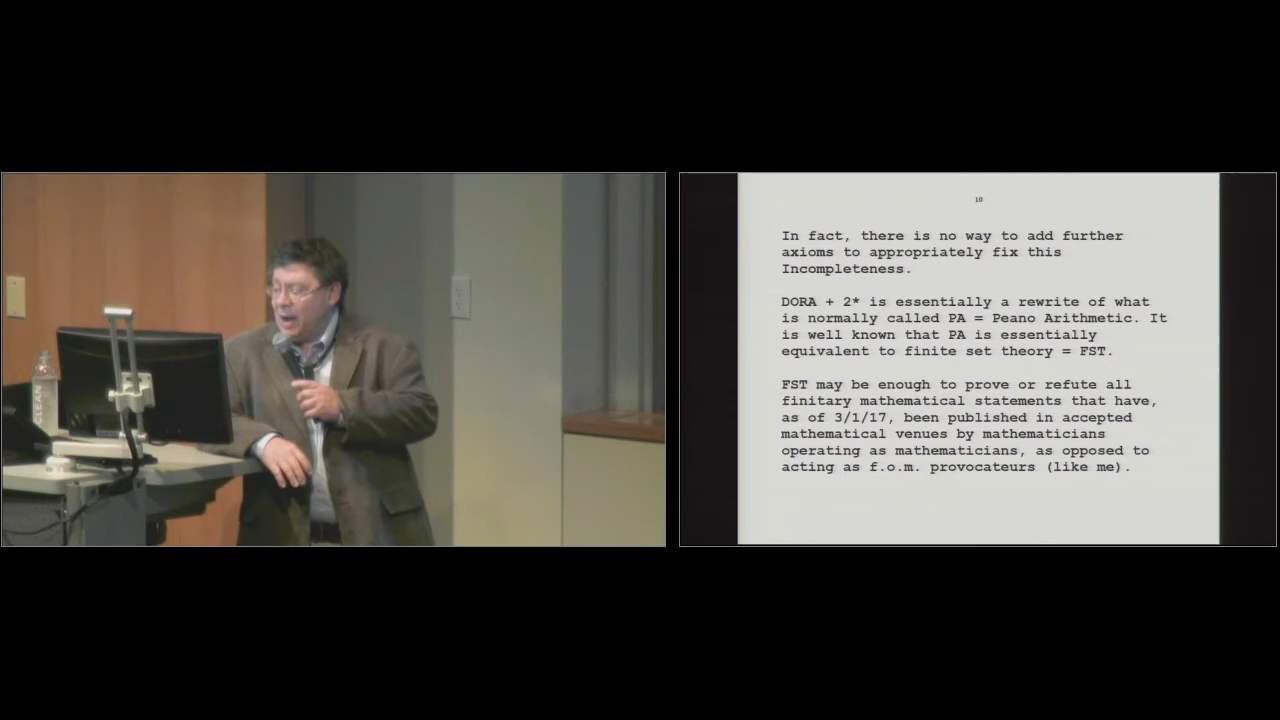 CLEAN
10
In fact, there is no way to add further
axioms to appropriately fix this
Incompleteness.
DORA + 2* is essentially a rewrite of what
is normally called PA = Peano Arithmetic. It
is well known that PA is essentially
equivalent to finite set theory = FST.
FST may be enough to prove or refute all
finitary mathematical statements that have,
as of 3/1/17, been published in accepted
mathematical venues by mathematicians
operating as mathematicians, as opposed to
acting as f.o.m. provocateurs (like me).